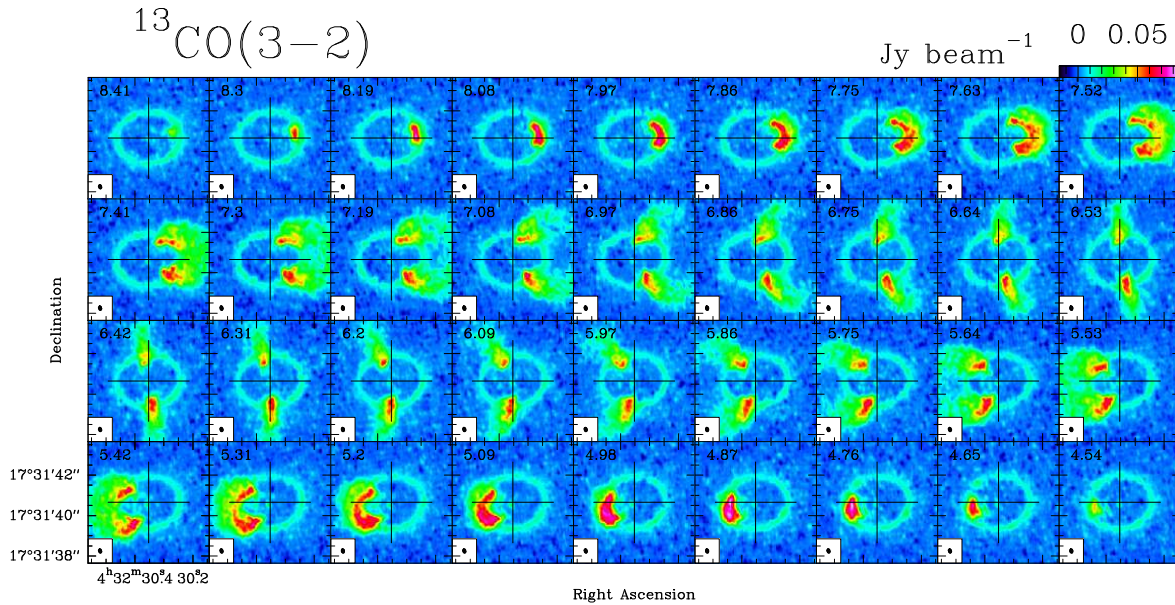 ¹³CO(3−2)
Jy beam⁻¹ 0 0.05
8.41 8.3 8.19 8.08 7.97 7.86 7.75 7.63 7.52
7.41 7.3 7.19 7.08 6.97 6.86 6.75 6.64 6.53
6.42 6.31 6.2 6.09 5.97 5.86 5.75 5.64 5.53
5.42 5.31 5.2 5.09 4.98 4.87 4.76 4.65 4.54
Declination
17°31′42″
17°31′40″
17°31′38″
4ʰ32ᵐ30ˢ.4 30ˢ.2
Right Ascension